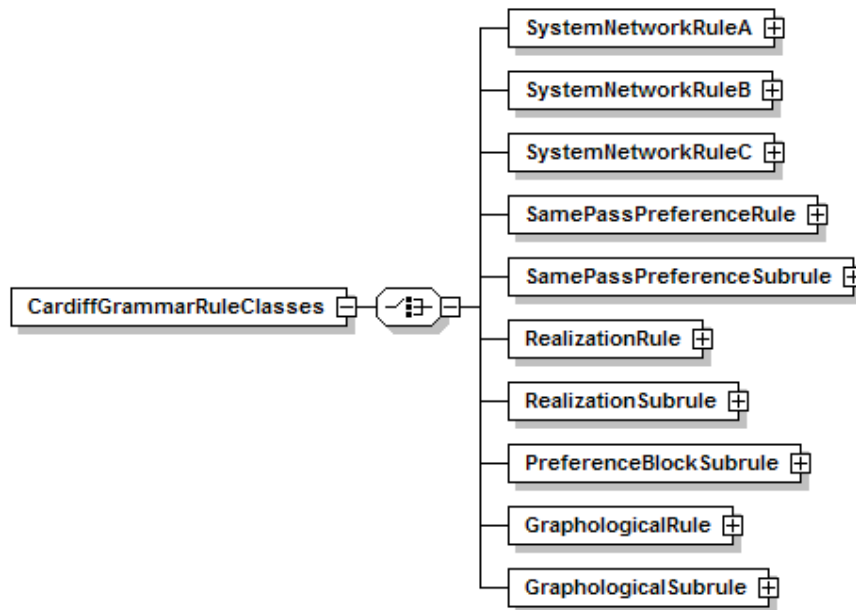 SystemNetworkRuleA
SystemNetworkRuleB
SystemNetworkRuleC
SamePassPreferenceRule
SamePassPreferenceSubrule
CardiffGrammarRuleClasses
RealizationRule
RealizationSubrule
PreferenceBlockSubrule
GraphologicalRule
GraphologicalSubrule